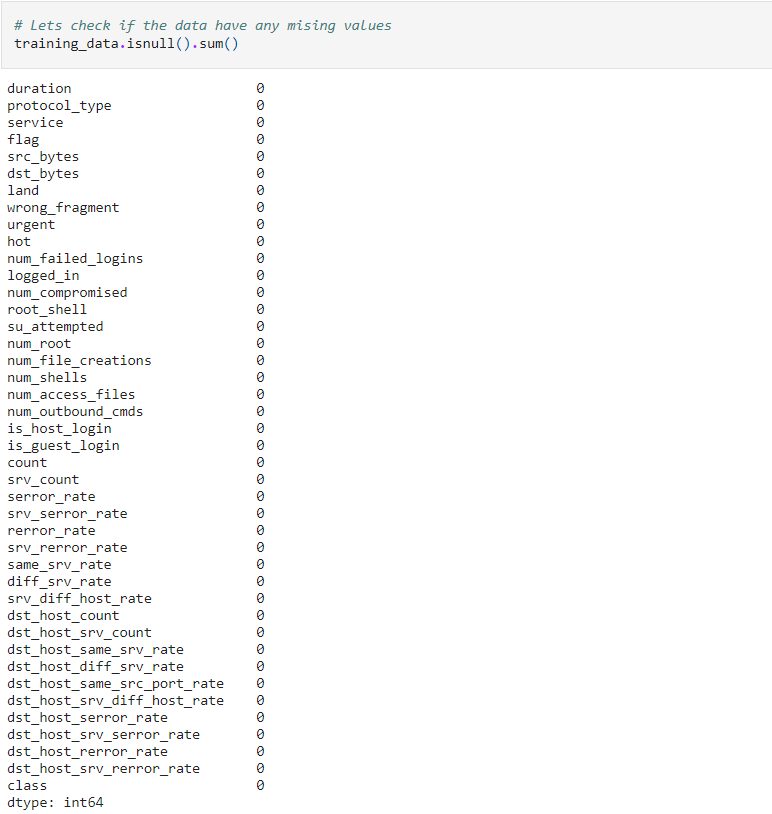 # Lets check if the data have any mising values
training_data.isnull().sum()
duration 0
protocol_type 0
service 0
flag 0
src_bytes 0
dst_bytes 0
land 0
wrong_fragment 0
urgent 0
hot 0
num_failed_logins 0
logged_in 0
num_compromised 0
root_shell 0
su_attempted 0
num_root 0
num_file_creations 0
num_shells 0
num_access_files 0
num_outbound_cmds 0
is_host_login 0
is_guest_login 0
count 0
srv_count 0
serror_rate 0
srv_serror_rate 0
rerror_rate 0
srv_rerror_rate 0
same_srv_rate 0
diff_srv_rate 0
srv_diff_host_rate 0
dst_host_count 0
dst_host_srv_count 0
dst_host_same_srv_rate 0
dst_host_diff_srv_rate 0
dst_host_same_src_port_rate 0
dst_host_srv_diff_host_rate 0
dst_host_serror_rate 0
dst_host_srv_serror_rate 0
dst_host_rerror_rate 0
dst_host_srv_rerror_rate 0
class 0
dtype: int64